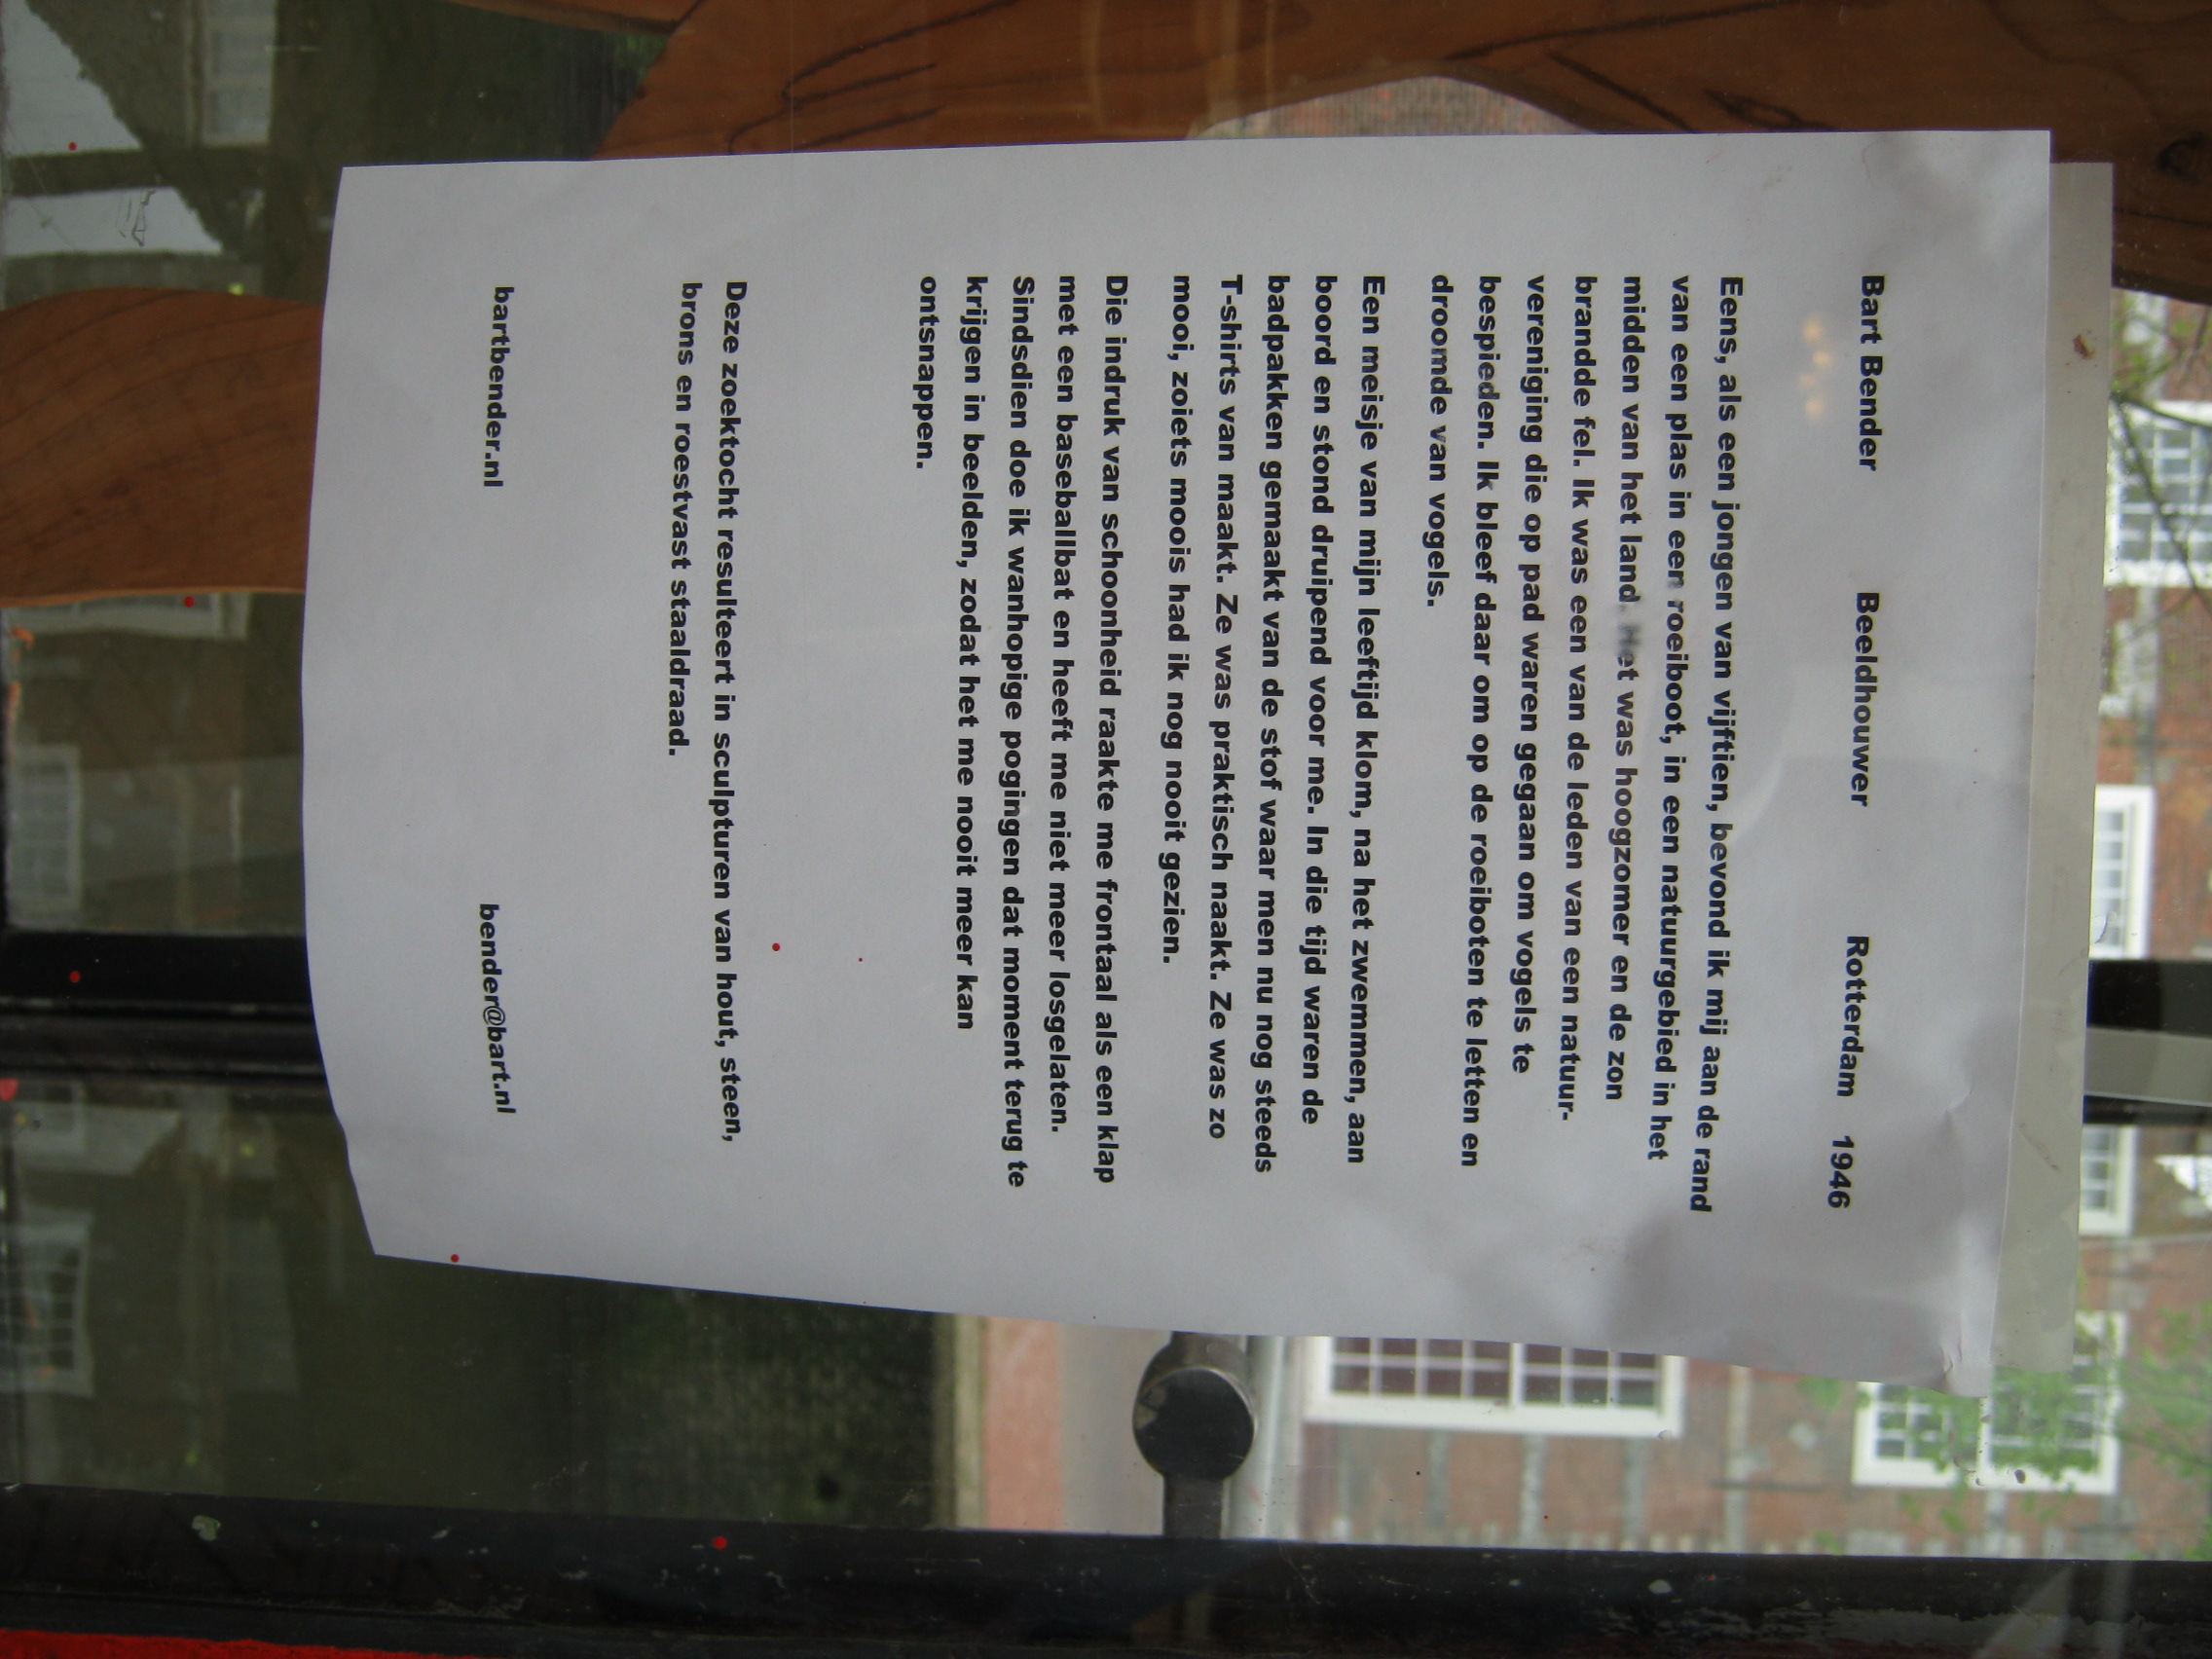 Bart Bender Beeldhouwer Rotterdam 1946
Eens, als een jongen van vijftien, bevond ik mij aan de rand
van een plas in een roeiboot, in een natuurgebied in het
midden van het land. Het was hoogzomer en de zon
brandde fel. Ik was een van de leden van een natuur-
vereniging die op pad waren gegaan om vogels te
bespieden. Ik bleef daar om op de roeiboten te letten en
droomde van vogels.
Een meisje van mijn leeftijd klom, na het zwemmen, aan
boord en stond druipend voor me. In die tijd waren de
badpakken gemaakt van de stof waar men nu nog steeds
T-shirts van maakt. Ze was praktisch naakt. Ze was zo
mooi, zoiets moois had ik nog nooit gezien.
Die indruk van schoonheid raakte me frontaal als een klap
met een baseballbat en heeft me niet meer losgelaten.
Sindsdien doe ik wanhopige pogingen dat moment terug te
krijgen in beelden, zodat het me nooit meer kan
ontsnappen.
Deze zoektocht resulteert in sculpturen van hout, steen,
brons en roestvast staaldraad.
bartbender.nl bender@bart.nl